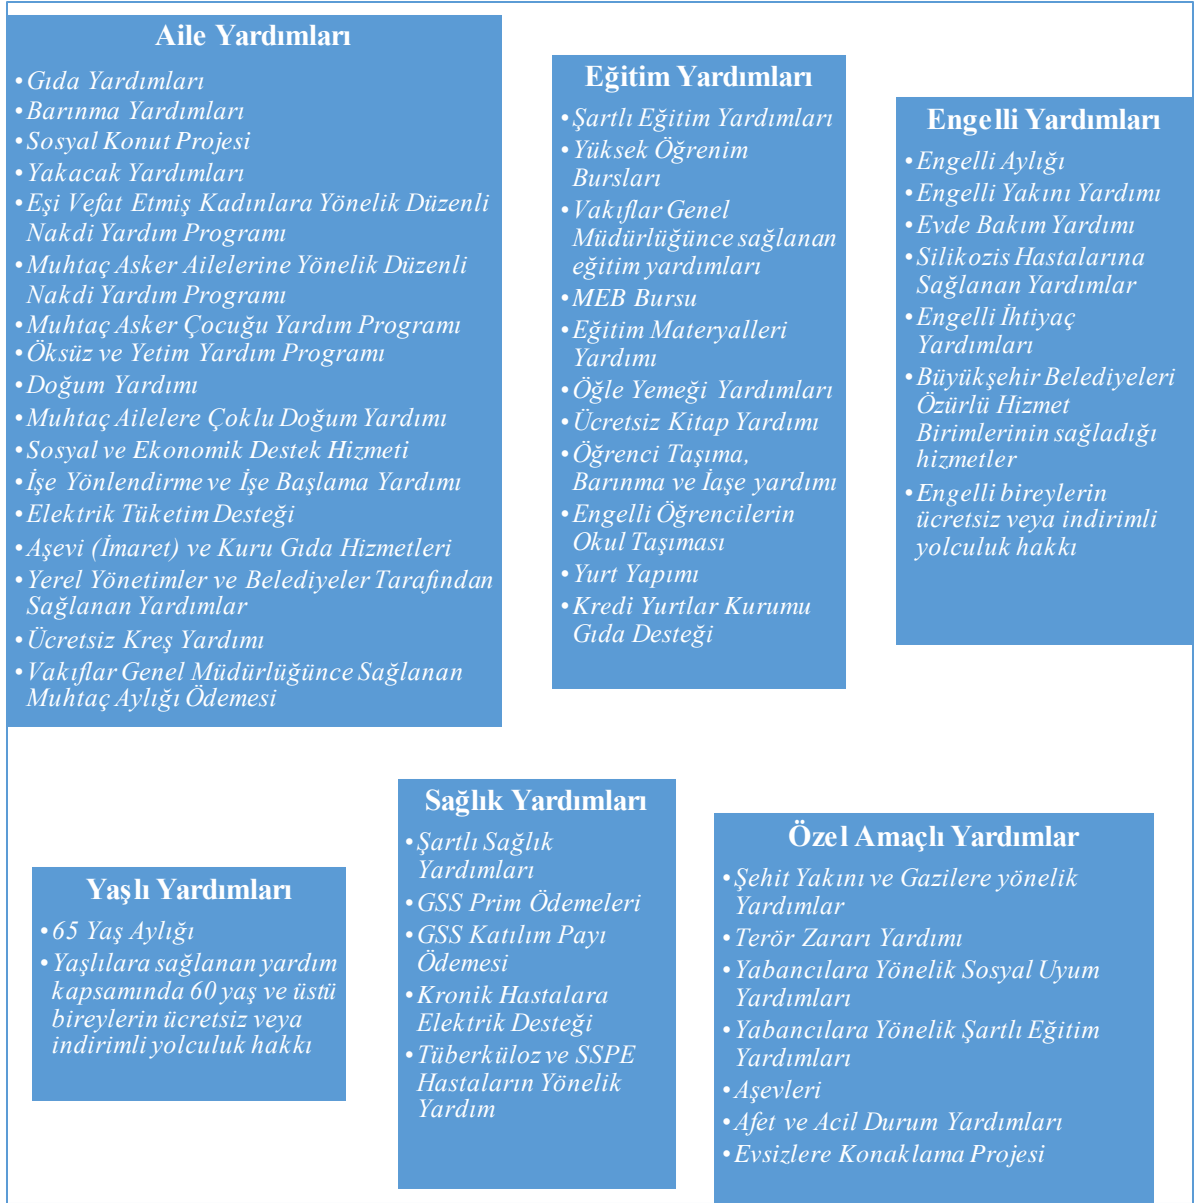 Aile Yardımları
•Gıda Yardımları
•Barınma Yardımları
•Sosyal Konut Projesi
•Yakacak Yardımları
•Eşi Vefat Etmiş Kadınlara Yönelik Düzenli
Nakdi Yardım Programı
•Muhtaç Asker Ailelerine Yönelik Düzenli
Nakdi Yardım Programı
•Muhtaç Asker Çocuğu Yardım Programı
•Öksüz ve Yetim Yardım Programı
•Doğum Yardımı
•Muhtaç Ailelere Çoklu Doğum Yardımı
•Sosyal ve Ekonomik Destek Hizmeti
•İşe Yönlendirme ve İşe Başlama Yardımı
•Elektrik Tüketim Desteği
•Aşevi (İmaret) ve Kuru Gıda Hizmetleri
•Yerel Yönetimler ve Belediyeler Tarafından
Sağlanan Yardımlar
•Ücretsiz Kreş Yardımı
•Vakıflar Genel Müdürlüğünce Sağlanan
Muhtaç Aylığı Ödemesi
Eğitim Yardımları
•Şartlı Eğitim Yardımları
•Yüksek Öğrenim
Bursları
•Vakıflar Genel
Müdürlüğünce sağlanan
eğitim yardımları
•MEB Bursu
•Eğitim Materyalleri
Yardımı
•Öğle Yemeği Yardımları
•Ücretsiz Kitap Yardımı
•Öğrenci Taşıma,
Barınma ve İaşe yardımı
•Engelli Öğrencilerin
Okul Taşıması
•Yurt Yapımı
•Kredi Yurtlar Kurumu
Gıda Desteği
Engelli Yardımları
•Engelli Aylığı
•Engelli Yakını Yardımı
•Evde Bakım Yardımı
•Silikozis Hastalarına
Sağlanan Yardımlar
•Engelli İhtiyaç
Yardımları
•Büyükşehir Belediyeleri
Özürlü Hizmet
Birimlerinin sağladığı
hizmetler
•Engelli bireylerin
ücretsiz veya indirimli
yolculuk hakkı
Yaşlı Yardımları
•65 Yaş Aylığı
•Yaşlılara sağlanan yardım
kapsamında 60 yaş ve üstü
bireylerin ücretsiz veya
indirimli yolculuk hakkı
Sağlık Yardımları
•Şartlı Sağlık
Yardımları
•GSS Prim Ödemeleri
•GSS Katılım Payı
Ödemesi
•Kronik Hastalara
Elektrik Desteği
•Tüberküloz ve SSPE
Hastaların Yönelik
Yardım
Özel Amaçlı Yardımlar
•Şehit Yakını ve Gazilere yönelik
Yardımlar
•Terör Zararı Yardımı
•Yabancılara Yönelik Sosyal Uyum
Yardımları
•Yabancılara Yönelik Şartlı Eğitim
Yardımları
•Aşevleri
•Afet ve Acil Durum Yardımları
•Evsizlere Konaklama Projesi